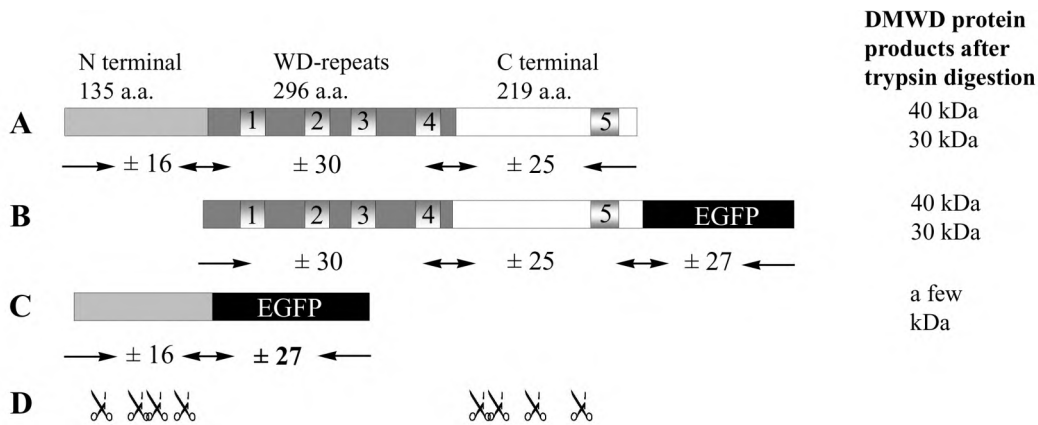 DMWD protein
products after
trypsin digestion
N terminal WD-repeats C terminal
135 a.a. 296 a.a. 219 a.a.
A 1 2 3 4 5 40 kDa
30 kDa
± 16 ± 30 ± 25
B 1 2 3 4 5 EGFP 40 kDa
30 kDa
± 30 ± 25 ± 27
C EGFP a few
kDa
± 16 ± 27
D